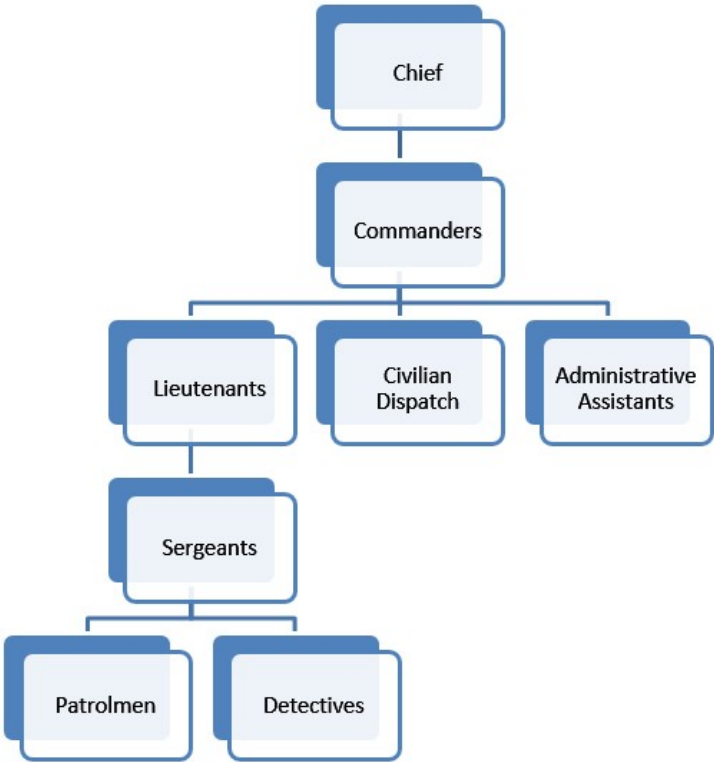 Chief
Commanders
Lieutenants
Civilian
Dispatch
Administrative
Assistants
Sergeants
Patrolmen
Detectives